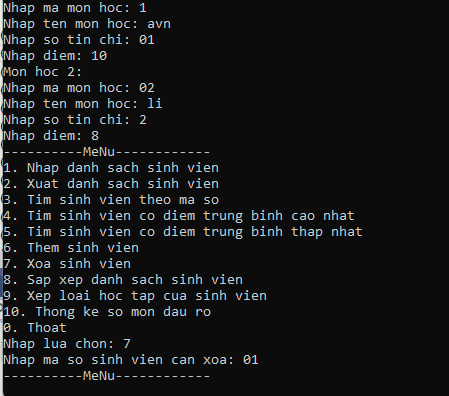 Nhap ma mon hoc: 1
Nhap ten mon hoc: avn
Nhap so tin chi: 01
Nhap diem: 10
Mon hoc 2:
Nhap ma mon hoc: 02
Nhap ten mon hoc: li
Nhap so tin chi: 2
Nhap diem: 8
----------MeNu------------
1. Nhap danh sach sinh vien
2. Xuat danh sach sinh vien
3. Tim sinh vien theo ma so
4. Tim sinh vien co diem trung binh cao nhat
5. Tim sinh vien co diem trung binh thap nhat
6. Them sinh vien
7. Xoa sinh vien
8. Sap xep danh sach sinh vien
9. Xep loai hoc tap cua sinh vien
10. Thong ke so mon dau ro
0. Thoat
Nhap lua chon: 7
Nhap ma so sinh vien can xoa: 01
----------MeNu------------